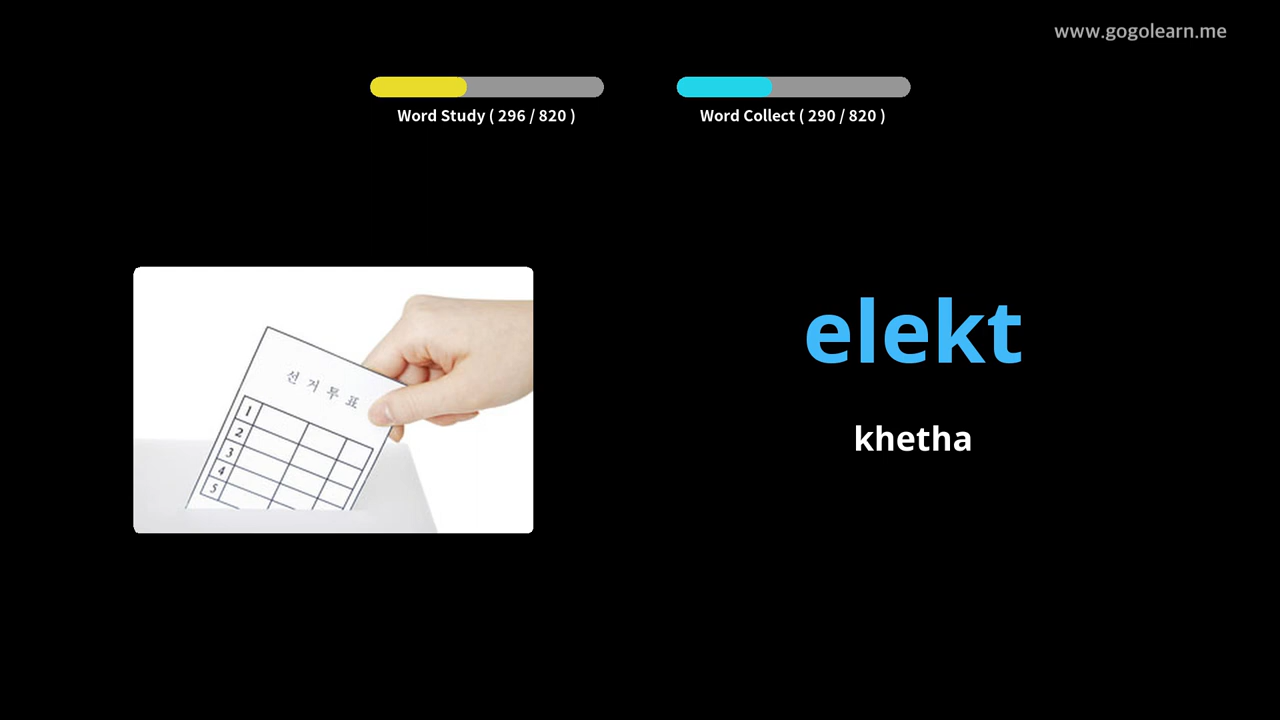 www.gogolearn.me
Word Study ( 296 / 820 )
Word Collect ( 290 / 820 )
선거투표
1
2
3
4
5
elekt
khetha